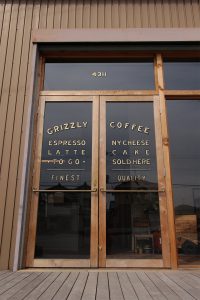 4311
GRIZZLY COFFEE
ESPRESSO
LATTE
TO GO
FINEST
NY CHEESE
CAKE
SOLD HERE
QUALITY